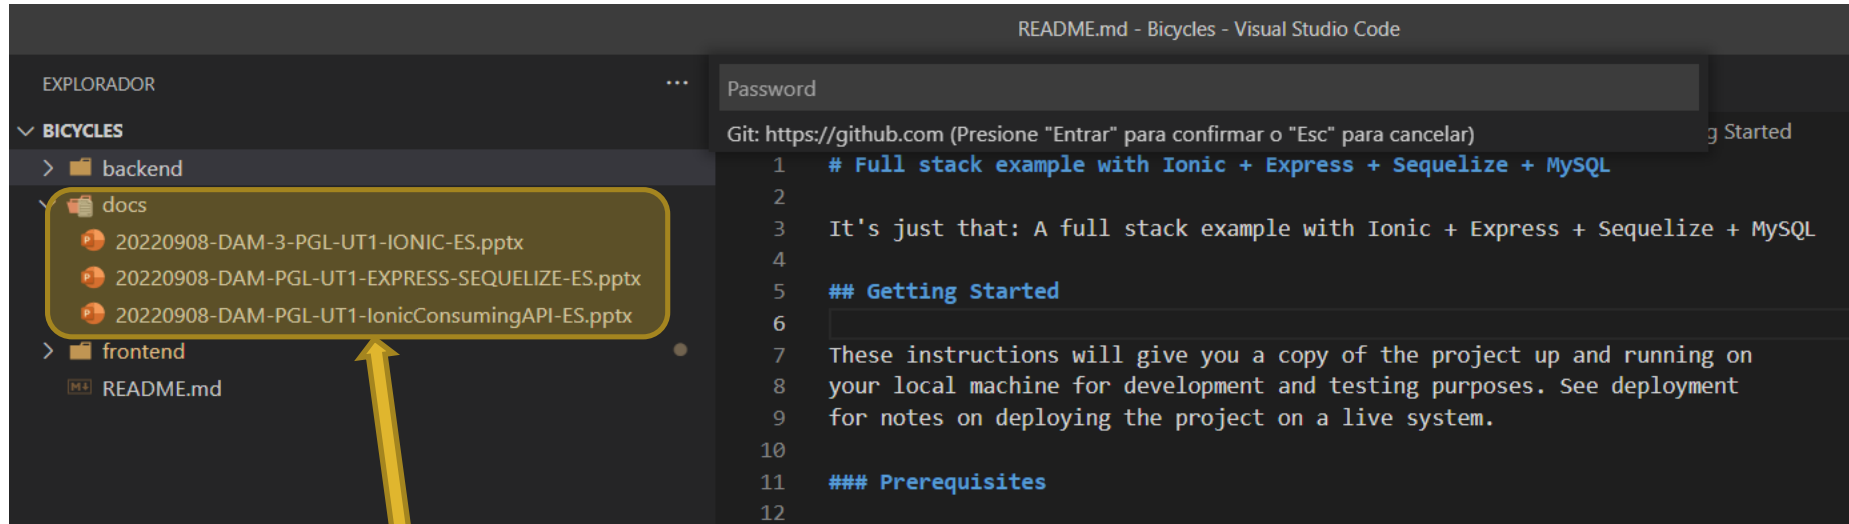 README.md - Bicycles - Visual Studio Code
EXPLORADOR
BICYCLES
backend
docs
20220908-DAM-3-PGL-UT1-IONIC-ES.pptx
20220908-DAM-PGL-UT1-EXPRESS-SEQUELIZE-ES.pptx
20220908-DAM-PGL-UT1-IonicConsumingAPI-ES.pptx
frontend
README.md
Password
Git: https://github.com (Presione "Entrar" para confirmar o "Esc" para cancelar)
g Started
1 # Full stack example with Ionic + Express + Sequelize + MySQL
2
3 It's just that: A full stack example with Ionic + Express + Sequelize + MySQL
4
5 ## Getting Started
6
7 These instructions will give you a copy of the project up and running on
8 your local machine for development and testing purposes. See deployment
9 for notes on deploying the project on a live system.
10
11 ### Prerequisites
12